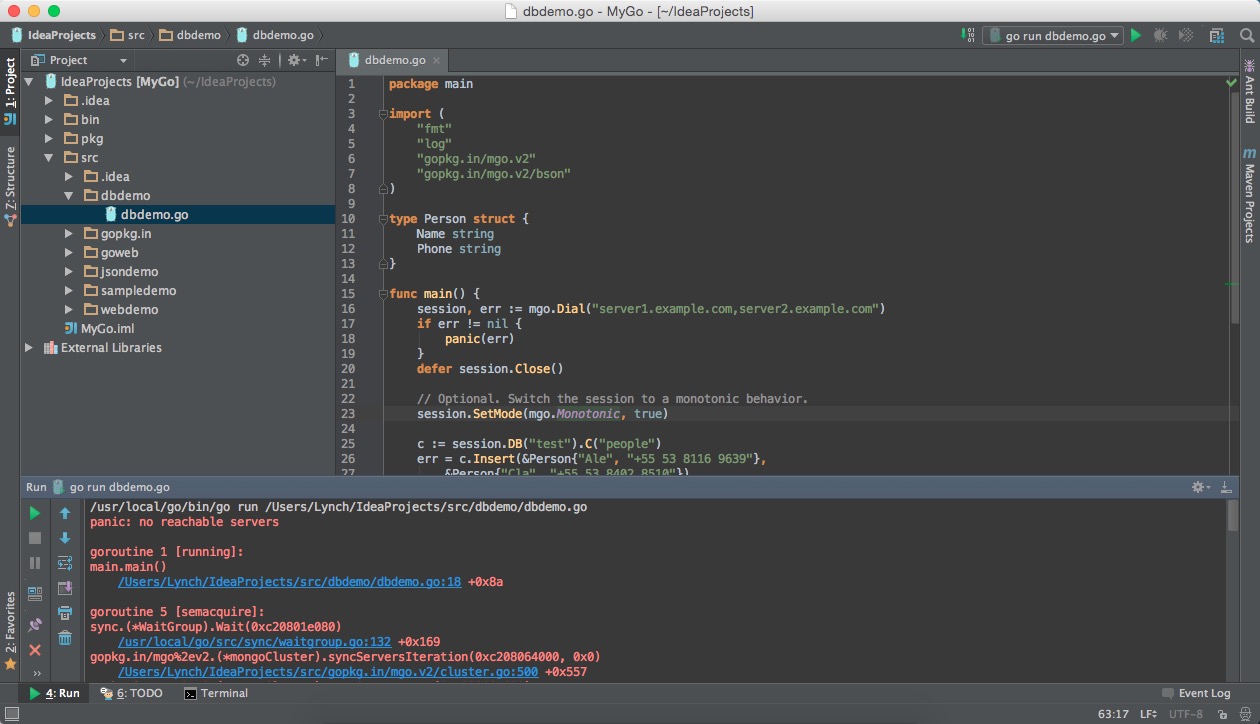 dbdemo.go - MyGo - [~/IdeaProjects]
IdeaProjects src dbdemo dbdemo.go
go run dbdemo.go
1: Project
Z: Structure
2: Favorites
Project
IdeaProjects [MyGo] (~/IdeaProjects)
.idea
bin
pkg
src
.idea
dbdemo
dbdemo.go
gopkg.in
goweb
jsondemo
sampledemo
webdemo
MyGo.iml
External Libraries
dbdemo.go
1 package main
2
3 import (
4 "fmt"
5 "log"
6 "gopkg.in/mgo.v2"
7 "gopkg.in/mgo.v2/bson"
8 )
9
10 type Person struct {
11 Name string
12 Phone string
13 }
14
15 func main() {
16 session, err := mgo.Dial("server1.example.com,server2.example.com")
17 if err != nil {
18 panic(err)
19 }
20 defer session.Close()
21
22 // Optional. Switch the session to a monotonic behavior.
23 session.SetMode(mgo.Monotonic, true)
24
25 c := session.DB("test").C("people")
26 err = c.Insert(&Person{"Ale", "+55 53 8116 9639"},
27 &Person{"Cla", "+55 53 8402 8510"})
Ant Build
Maven Projects
Run go run dbdemo.go
/usr/local/go/bin/go run /Users/Lynch/IdeaProjects/src/dbdemo/dbdemo.go
panic: no reachable servers
goroutine 1 [running]:
main.main()
/Users/Lynch/IdeaProjects/src/dbdemo/dbdemo.go:18 +0x8a
goroutine 5 [semacquire]:
sync.(*WaitGroup).Wait(0xc20801e080)
/usr/local/go/src/sync/waitgroup.go:132 +0x169
gopkg.in/mgo%2ev2.(*mongoCluster).syncServersIteration(0xc208064000, 0x0)
/Users/Lynch/IdeaProjects/src/gopkg.in/mgo.v2/cluster.go:500 +0x557
4: Run 6: TODO Terminal Event Log
63:17 LF UTF-8